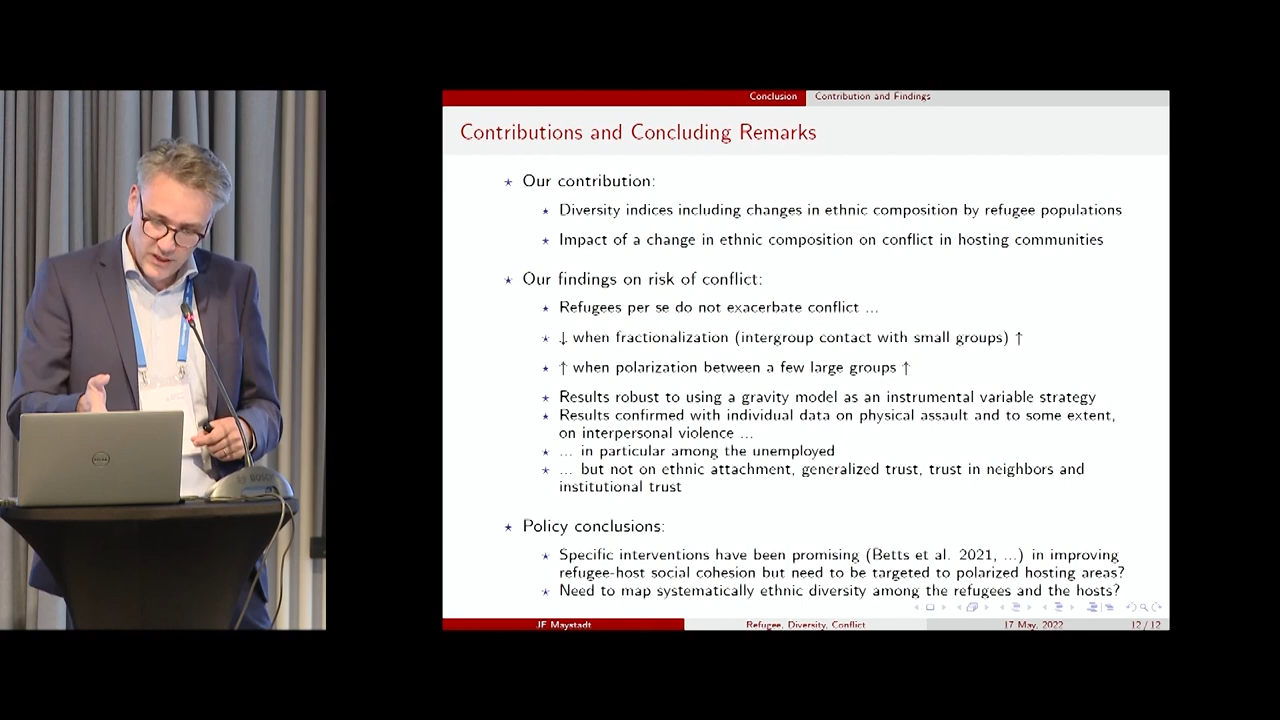 Conclusion Contribution and Findings
Contributions and Concluding Remarks
⋆ Our contribution:
⋆ Diversity indices including changes in ethnic composition by refugee populations
⋆ Impact of a change in ethnic composition on conflict in hosting communities
⋆ Our findings on risk of conflict:
⋆ Refugees per se do not exacerbate conflict ...
⋆ ↓ when fractionalization (intergroup contact with small groups) ↑
⋆ ↑ when polarization between a few large groups ↑
⋆ Results robust to using a gravity model as an instrumental variable strategy
⋆ Results confirmed with individual data on physical assault and to some extent,
on interpersonal violence ...
⋆ ... in particular among the unemployed
⋆ ... but not on ethnic attachment, generalized trust, trust in neighbors and
institutional trust
⋆ Policy conclusions:
⋆ Specific interventions have been promising (Betts et al. 2021, ...) in improving
refugee-host social cohesion but need to be targeted to polarized hosting areas?
⋆ Need to map systematically ethnic diversity among the refugees and the hosts?
JF Maystadt Refugee, Diversity, Conflict 17 May, 2022 12/12
DELL
BOSCH